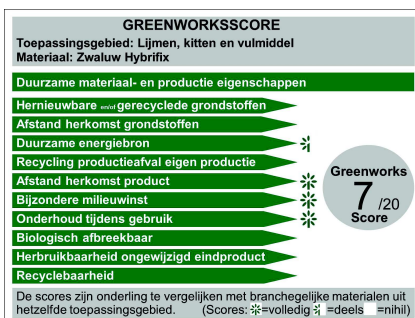 GREENWORKSSCORE
Toepassingsgebied: Lijmen, kitten en vulmiddel
Materiaal: Zwaluw Hybrifix
Duurzame materiaal- en productie eigenschappen
Hernieuwbare en/of gerecyclede grondstoffen
Afstand herkomst grondstoffen
Duurzame energiebron
Recycling productieafval eigen productie
Afstand herkomst product
Bijzondere milieuwinst
Onderhoud tijdens gebruik
Biologisch afbreekbaar
Herbruikbaarheid ongewijzigd eindproduct
Recyclebaarheid
Greenworks
7 /20
Score
De scores zijn onderling te vergelijken met branchegelijke materialen uit
hetzelfde toepassingsgebied. (Scores: =volledig =deels =nihil)